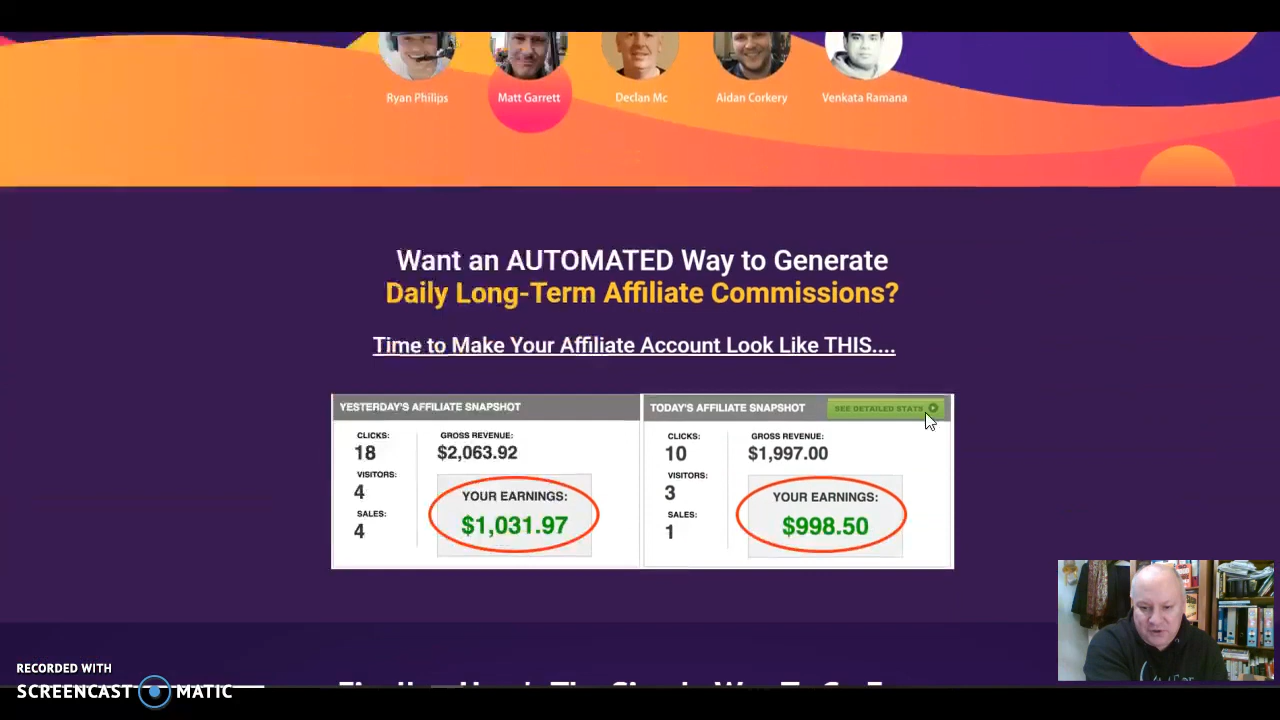 Ryan Philips
Matt Garrett
Declan Mc
Aidan Corkery
Venkata Ramana
Want an AUTOMATED Way to Generate
Daily Long-Term Affiliate Commissions?
Time to Make Your Affiliate Account Look Like THIS....
YESTERDAY'S AFFILIATE SNAPSHOT
CLICKS:
18
GROSS REVENUE:
$2,063.92
VISITORS:
4
SALES:
4
YOUR EARNINGS:
$1,031.97
TODAY'S AFFILIATE SNAPSHOT
SEE DETAILED STATS
CLICKS:
10
GROSS REVENUE:
$1,997.00
VISITORS:
3
SALES:
1
YOUR EARNINGS:
$998.50
RECORDED WITH
SCREENCAST MATIC